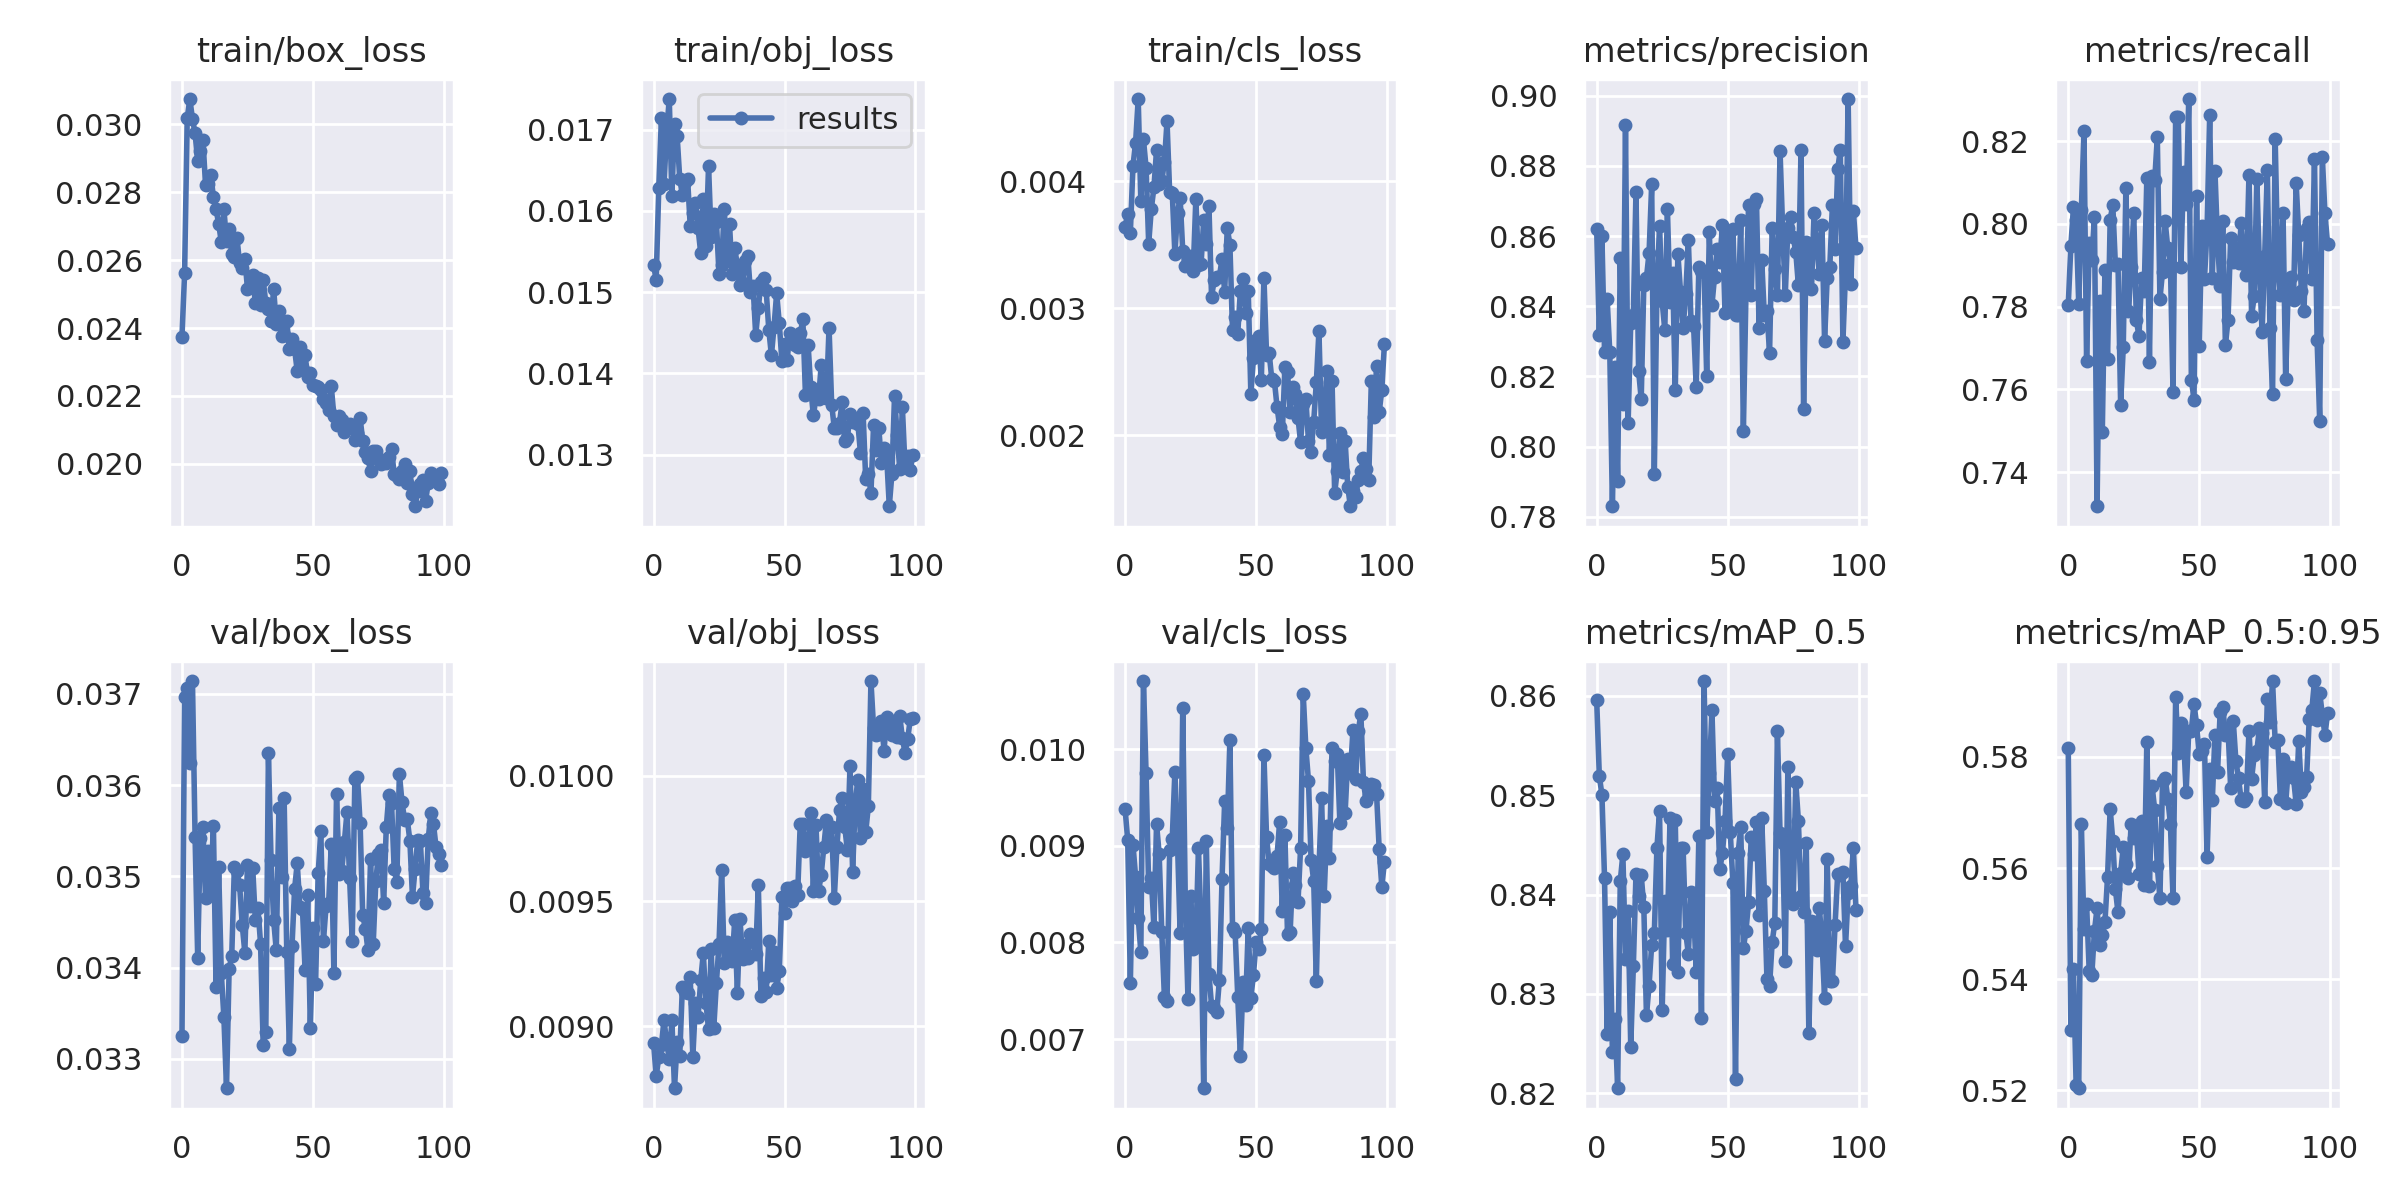 train/box_loss
0.030
0.028
0.026
0.024
0.022
0.020
0 50 100
train/obj_loss
results
0.017
0.016
0.015
0.014
0.013
0 50 100
train/cls_loss
0.004
0.003
0.002
0 50 100
metrics/precision
0.90
0.88
0.86
0.84
0.82
0.80
0.78
0 50 100
metrics/recall
0.82
0.80
0.78
0.76
0.74
0 50 100
val/box_loss
0.037
0.036
0.035
0.034
0.033
0 50 100
val/obj_loss
0.0100
0.0095
0.0090
0 50 100
val/cls_loss
0.010
0.009
0.008
0.007
0 50 100
metrics/mAP_0.5
0.86
0.85
0.84
0.83
0.82
0 50 100
metrics/mAP_0.5:0.95
0.58
0.56
0.54
0.52
0 50 100